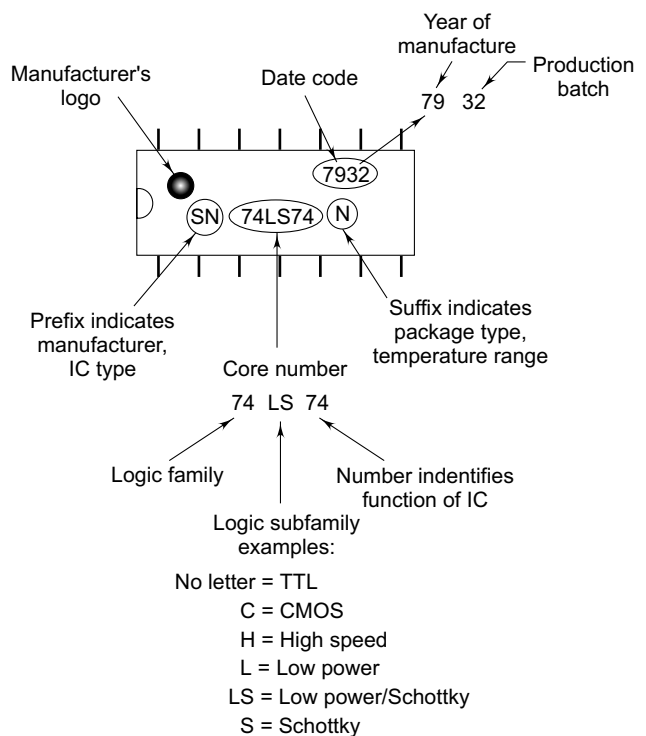 Year of
manufacture
Manufacturer's
logo
Date code
Production
batch
79 32
7932
SN 74LS74 N
Prefix indicates
manufacturer,
IC type
Suffix indicates
package type,
temperature range
Core number
74 LS 74
Logic family
Number indentifies
function of IC
Logic subfamily
examples:
No letter = TTL
C = CMOS
H = High speed
L = Low power
LS = Low power/Schottky
S = Schottky